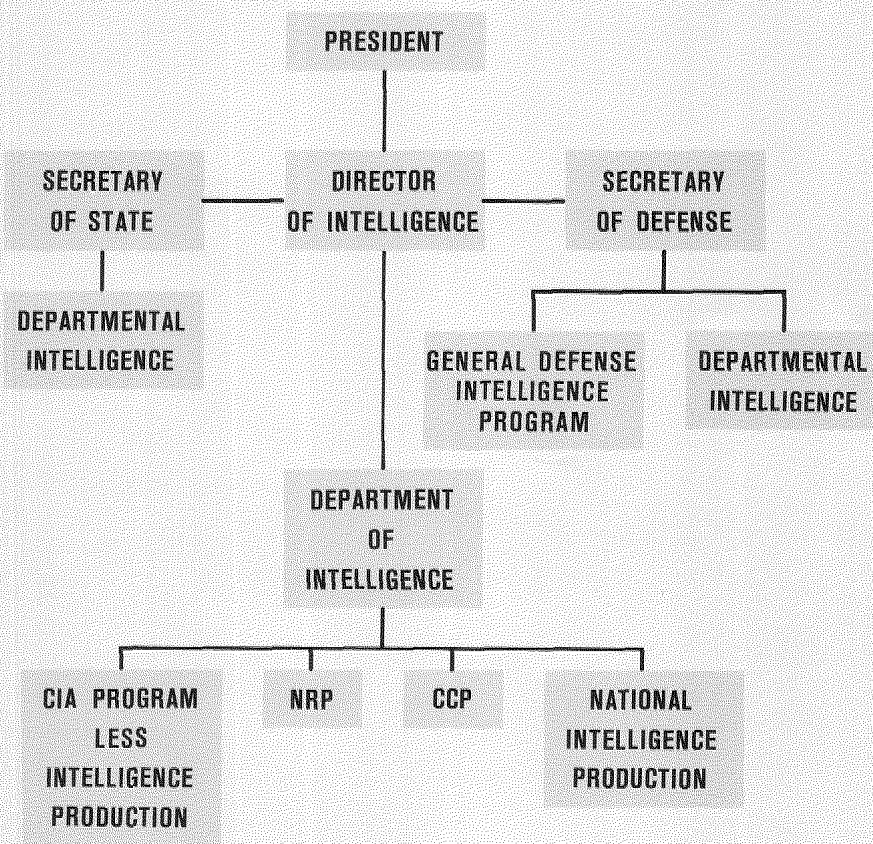 PRESIDENT
SECRETARY
OF STATE
DIRECTOR
OF INTELLIGENCE
SECRETARY
OF DEFENSE
DEPARTMENTAL
INTELLIGENCE
GENERAL DEFENSE
INTELLIGENCE
PROGRAM
DEPARTMENTAL
INTELLIGENCE
DEPARTMENT
OF
INTELLIGENCE
CIA PROGRAM
LESS
INTELLIGENCE
PRODUCTION
NRP
CCP
NATIONAL
INTELLIGENCE
PRODUCTION